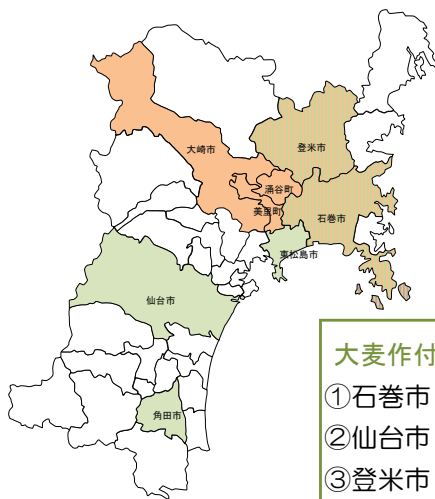 登米市
大崎市
涌谷町
美里町
石巻市
東松島市
仙台市
角田市
大麦作付
①石巻市
②仙台市
③登米市